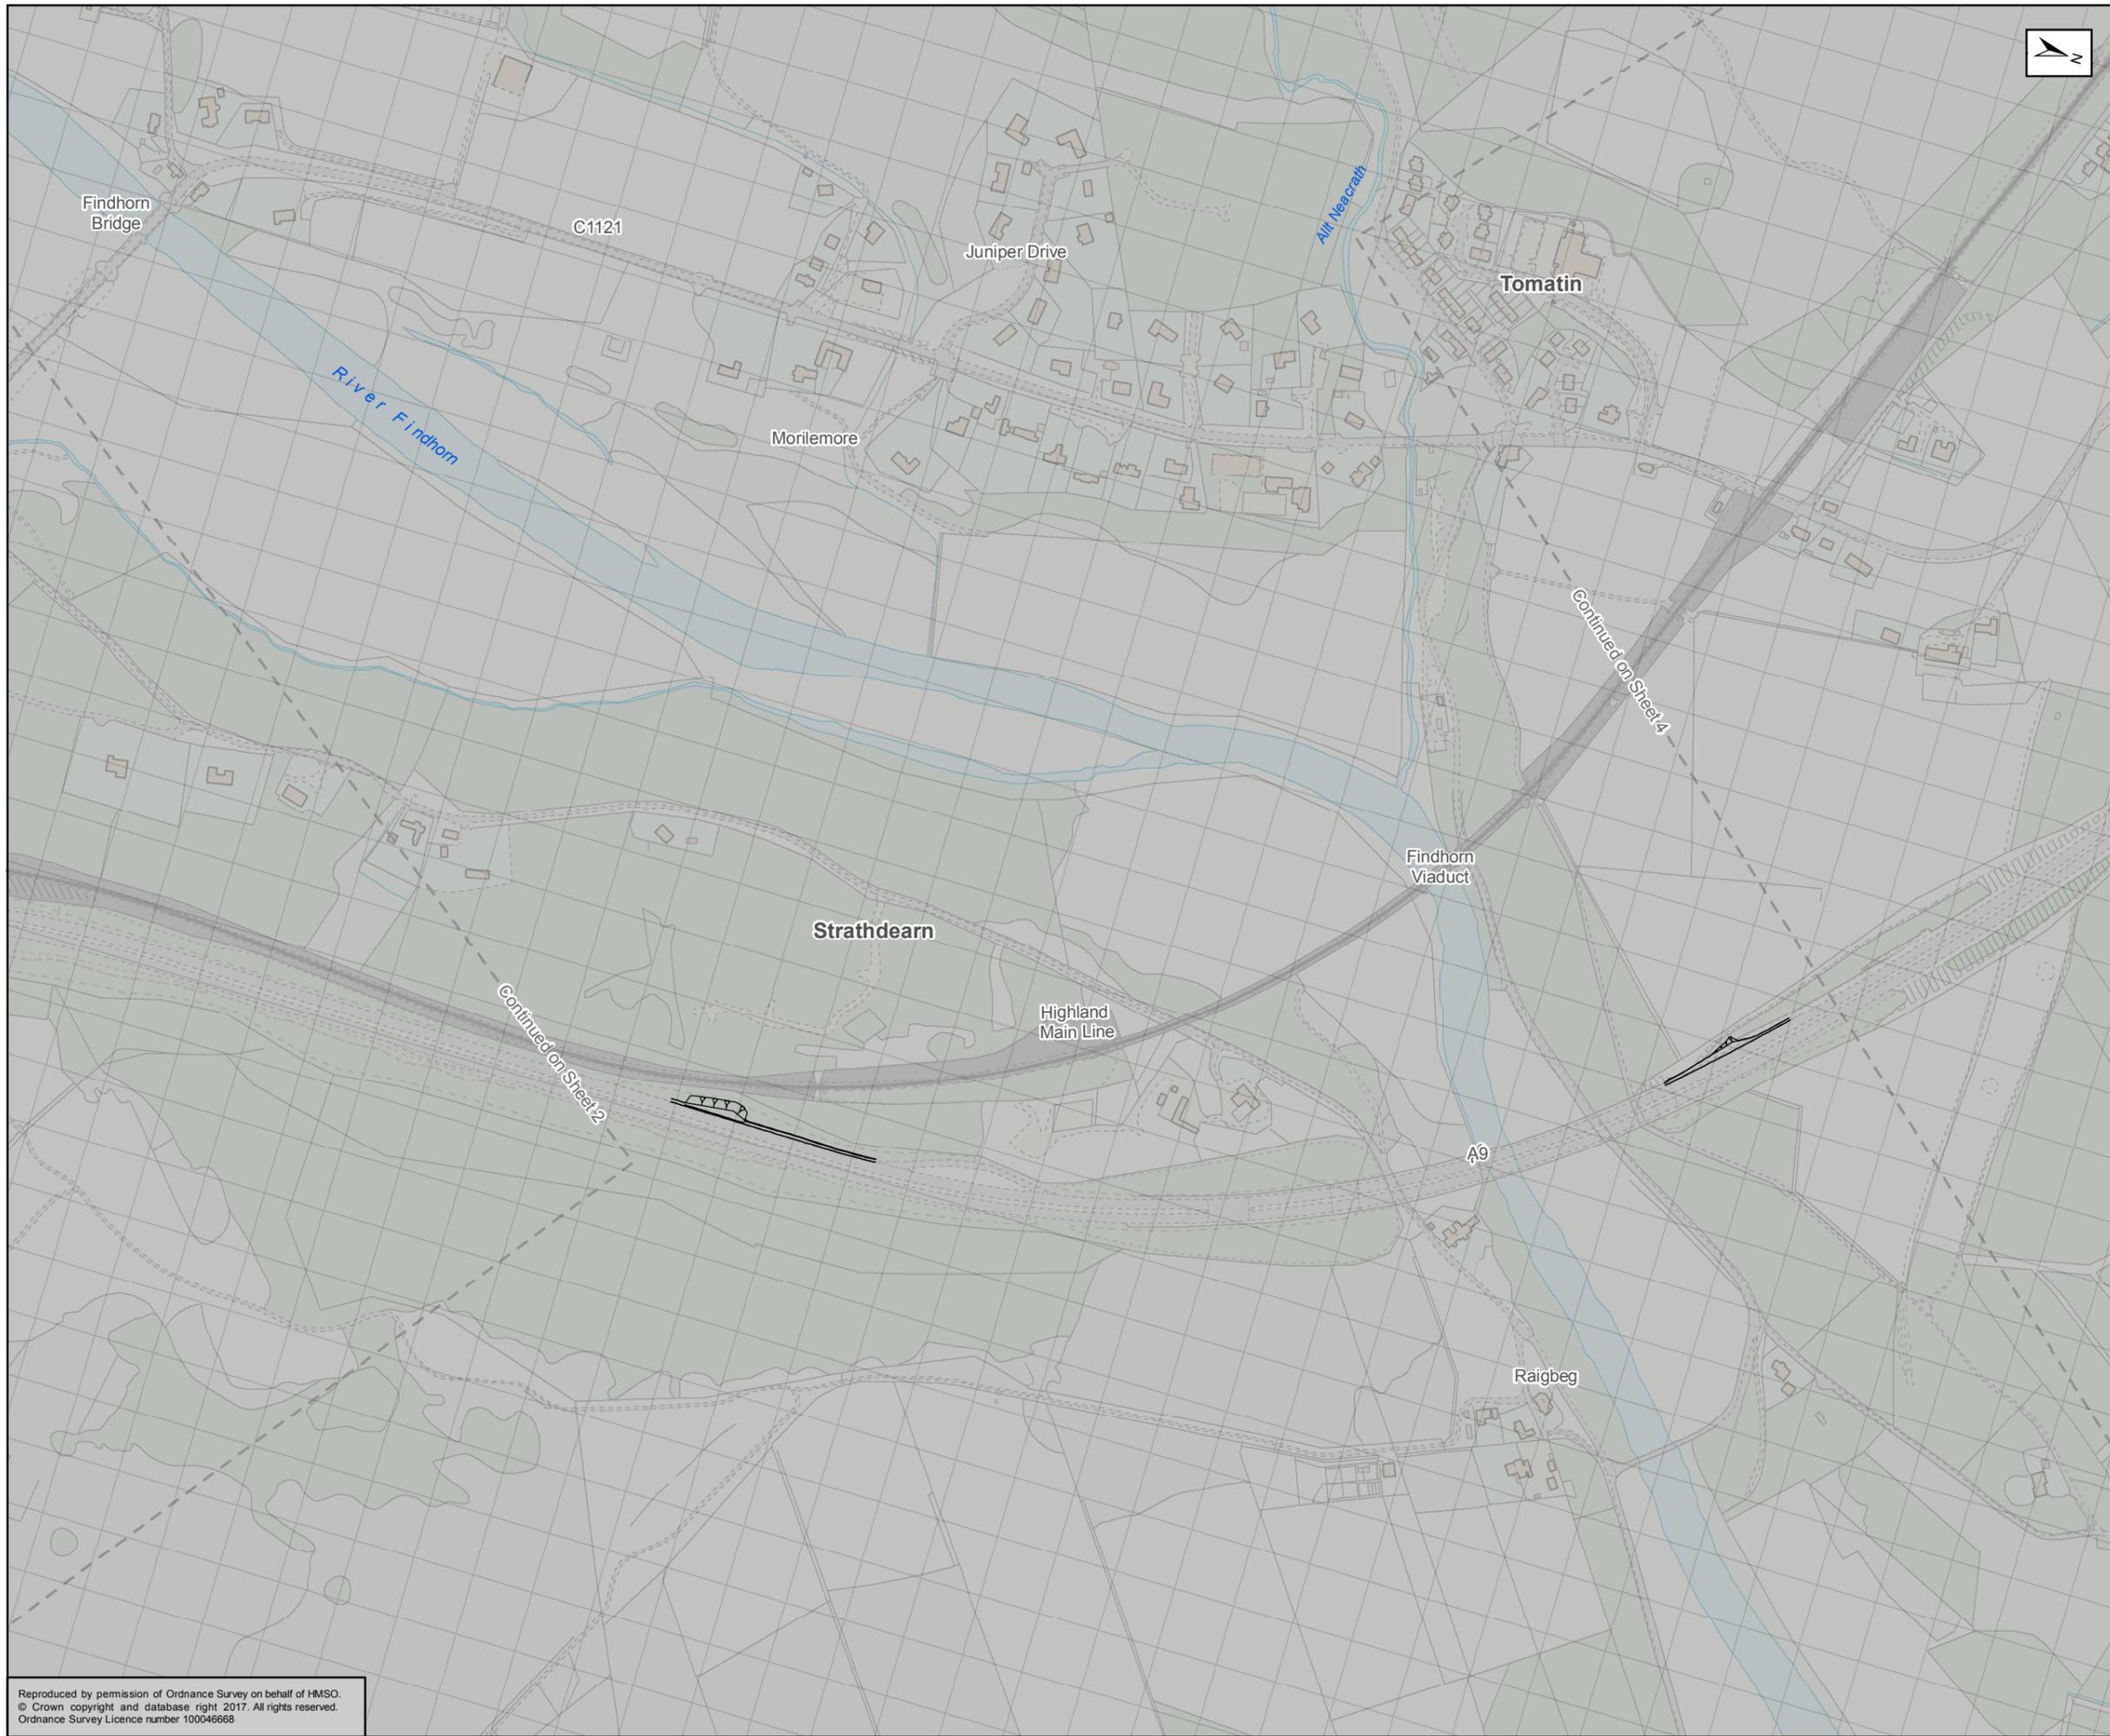 N
Findhorn
Bridge
C1121
Juniper Drive
Allt Neacrath
Tomatin
River Findhorn
Morilemore
Continued on Sheet 4
Findhorn
Viaduct
Strathdearn
Highland
Main Line
Continued on Sheet 2
A9
Raigbeg
Reproduced by permission of Ordnance Survey on behalf of HMSO.
© Crown copyright and database right 2017. All rights reserved.
Ordnance Survey Licence number 100046668